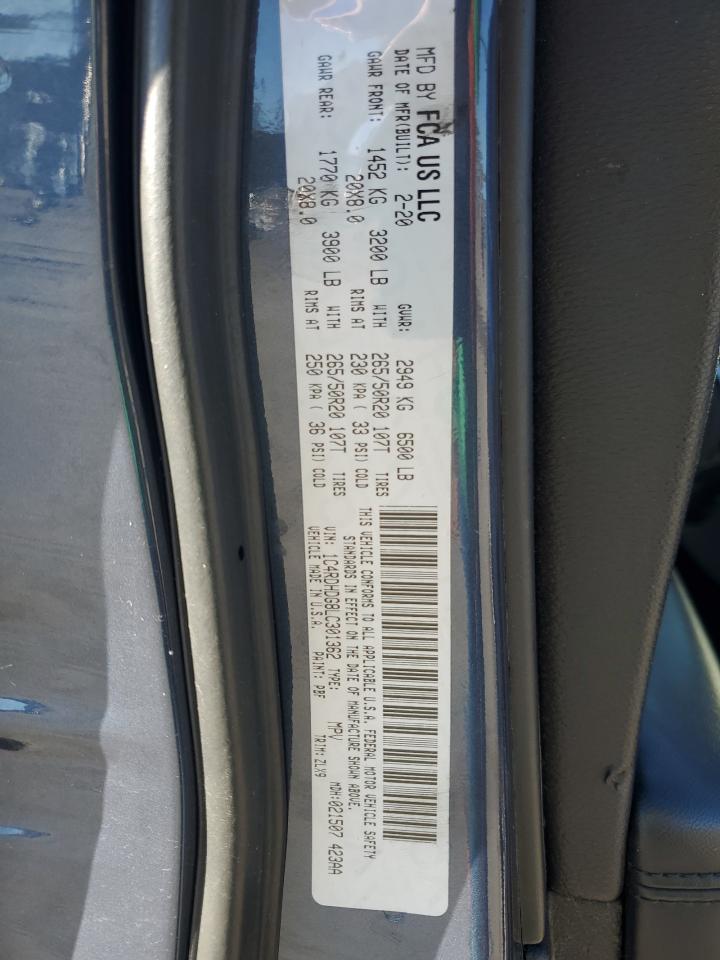 MFD BY FCA US LLC
DATE OF MFR(BUILT): 2-20 GVWR: 2949 KG 6500 LB
GAWR FRONT: 1452 KG 3200 LB WITH 265/50R20 107T TIRES
20X8.0 RIMS AT 230 KPA ( 33 PSI) COLD
GAWR REAR: 1770 KG 3900 LB WITH 265/50R20 107T TIRES
20X8.0 RIMS AT 250 KPA ( 36 PSI) COLD
THIS VEHICLE CONFORMS TO ALL APPLICABLE U.S.A. FEDERAL MOTOR VEHICLE SAFETY
STANDARDS IN EFFECT ON THE DATE OF MANUFACTURE SHOWN ABOVE.
VIN: 1C4RDHDG8LC301362 TYPE: MPV MDH:021507 423AA
VEHICLE MADE IN U.S.A. PAINT: PBF TRIM: ZLX9